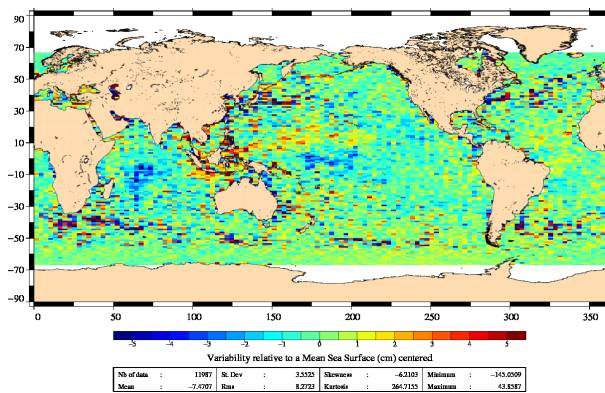 90
70
50
30
10
−10
−30
−50
−70
−90
0 50 100 150 200 250 300 350
−5 −4 −3 −2 −1 0 1 2 3 4 5
Variability relative to a Mean Sea Surface (cm) centered
Nb of data : 11987 St. Dev : 3.5525 Skewness : −6.2103 Minimum : −145.0509
Mean : −7.4707 Rms : 8.2723 Kurtosis : 264.7155 Maximum : 43.8587